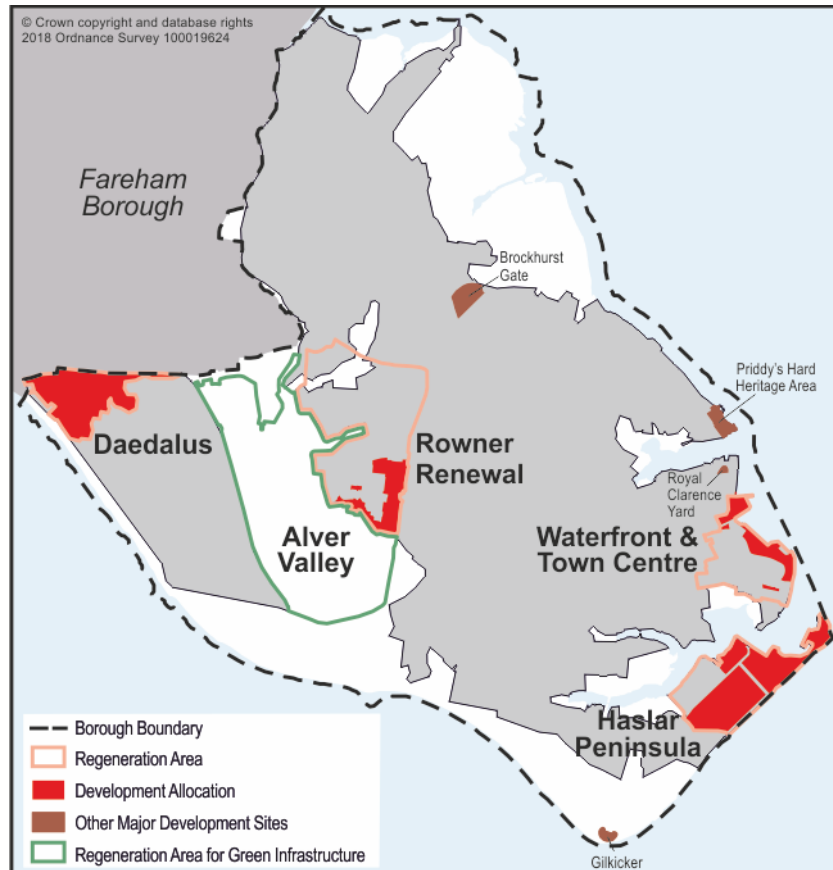 © Crown copyright and database rights
2018 Ordnance Survey 100019624
Fareham
Borough
Brockhurst
Gate
Priddy's Hard
Heritage Area
Daedalus
Rowner
Renewal
Royal
Clarence
Yard
Alver
Valley
Waterfront &
Town Centre
Haslar
Peninsula
Borough Boundary
Regeneration Area
Development Allocation
Other Major Development Sites
Regeneration Area for Green Infrastructure
Gilkicker